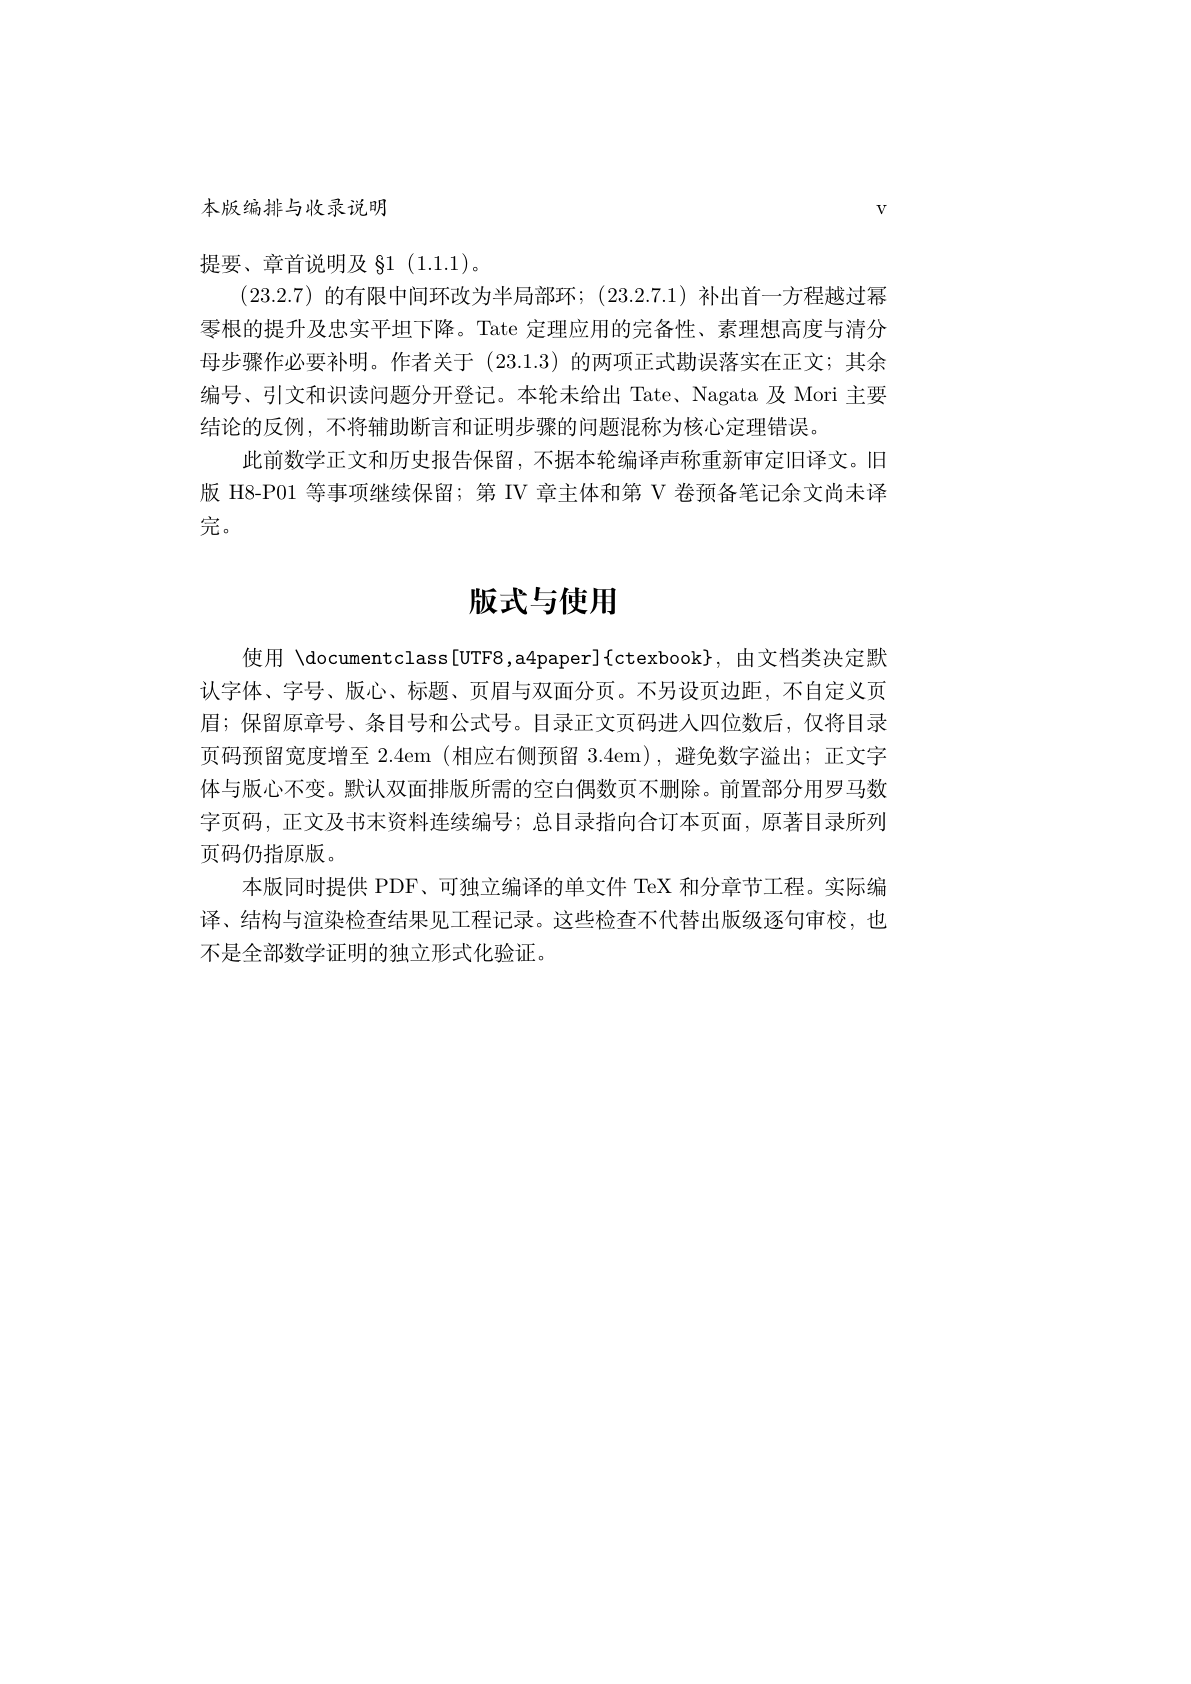 本版编排与收录说明 v
提要、章首说明及 §1（1.1.1）。
（23.2.7）的有限中间环改为半局部环；（23.2.7.1）补出首一方程越过幂
零根的提升及忠实平坦下降。Tate 定理应用的完备性、素理想高度与清分
母步骤作必要补明。作者关于（23.1.3）的两项正式勘误落实在正文；其余
编号、引文和识读问题分开登记。本轮未给出 Tate、Nagata 及 Mori 主要
结论的反例，不将辅助断言和证明步骤的问题混称为核心定理错误。
此前数学正文和历史报告保留，不据本轮编译声称重新审定旧译文。旧
版 H8-P01 等事项继续保留；第 IV 章主体和第 V 卷预备笔记余文尚未译
完。
版式与使用
使用 \documentclass[UTF8,a4paper]{ctexbook}，由文档类决定默
认字体、字号、版心、标题、页眉与双面分页。不另设页边距，不自定义页
眉；保留原章号、条目号和公式号。目录正文页码进入四位数后，仅将目录
页码预留宽度增至 2.4em（相应右侧预留 3.4em），避免数字溢出；正文字
体与版心不变。默认双面排版所需的空白偶数页不删除。前置部分用罗马数
字页码，正文及书末资料连续编号；总目录指向合订本页面，原著目录所列
页码仍指原版。
本版同时提供 PDF、可独立编译的单文件 TeX 和分章节工程。实际编
译、结构与渲染检查结果见工程记录。这些检查不代替出版级逐句审校，也
不是全部数学证明的独立形式化验证。